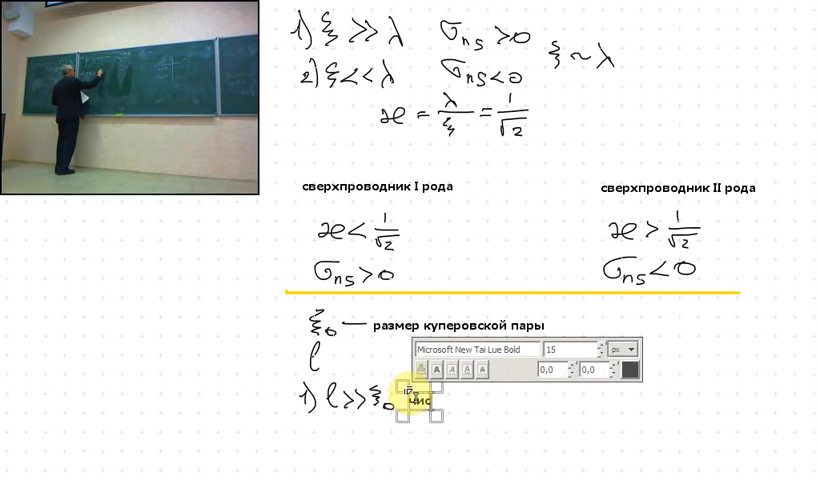 1) ξ >> λ    σns > 0
ξ ~ λ
2) ξ << λ    σns < 0
æ = λ/ξ = 1/√2
сверхпроводник I рода    сверхпроводник II рода
æ < 1/√2    æ > 1/√2
σns > 0    σns < 0
ξ0 — размер куперовской пары
l
Microsoft New Tai Lue Bold    15    px
A A A A    0,0    0,0
1) l >> ξ0    чис